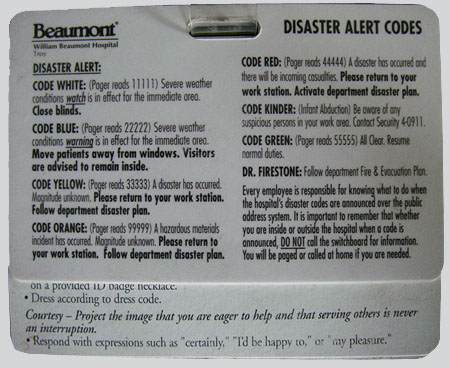 Beaumont®
William Beaumont Hospital
Troy
DISASTER ALERT CODES
DISASTER ALERT:
CODE WHITE: (Pager reads 11111) Severe weather
conditions watch is in effect for the immediate area.
Close blinds.
CODE BLUE: (Pager reads 22222) Severe weather
conditions warning is in effect for the immediate area.
Move patients away from windows. Visitors
are advised to remain inside.
CODE YELLOW: (Pager reads 33333) A disaster has occurred.
Magnitude unknown. Please return to your work station.
Follow department disaster plan.
CODE ORANGE: (Pager reads 99999) A hazardous materials
incident has occurred. Magnitude unknown. Please return to
your work station. Follow department disaster plan.
CODE RED: (Pager reads 44444) A disaster has occurred and
there will be incoming casualties. Please return to your
work station. Activate department disaster plan.
CODE KINDER: (Infant Abduction) Be aware of any
suspicious persons in your work area. Contact Security 4-0911.
CODE GREEN: (Pager reads 55555) All Clear. Resume
normal duties.
DR. FIRESTONE: Follow department Fire & Evacuation Plan.
Every employee is responsible for knowing what to do when
the hospital's disaster codes are announced over the public
address system. It is important to remember that whether
you are inside or outside the hospital when a code is
announced, DO NOT call the switchboard for information.
You will be paged or called at home if you are needed.
on a provided ID badge necklace.
• Dress according to dress code.
Courtesy – Project the image that you are eager to help and that serving others is never
an interruption.
• Respond with expressions such as "certainly," "I'd be happy to," or "my pleasure."